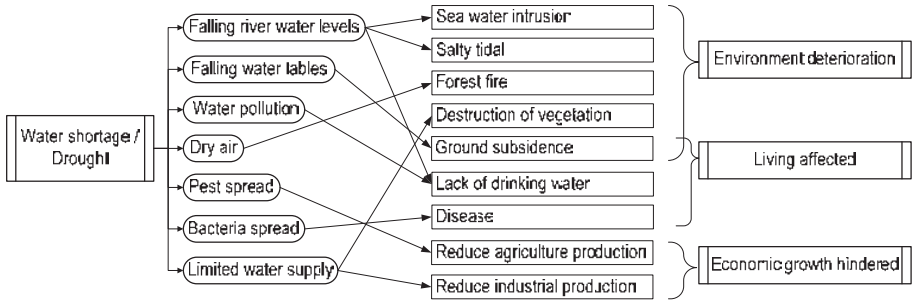 Water shortage /
Drought
Falling river water levels
Falling water tables
Water pollution
Dry air
Pest spread
Bacteria spread
Limited water supply
Sea water intrusion
Salty tidal
Forest fire
Destruction of vegetation
Ground subsidence
Lack of drinking water
Disease
Reduce agriculture production
Reduce industrial production
Environment deterioration
Living affected
Economic growth hindered